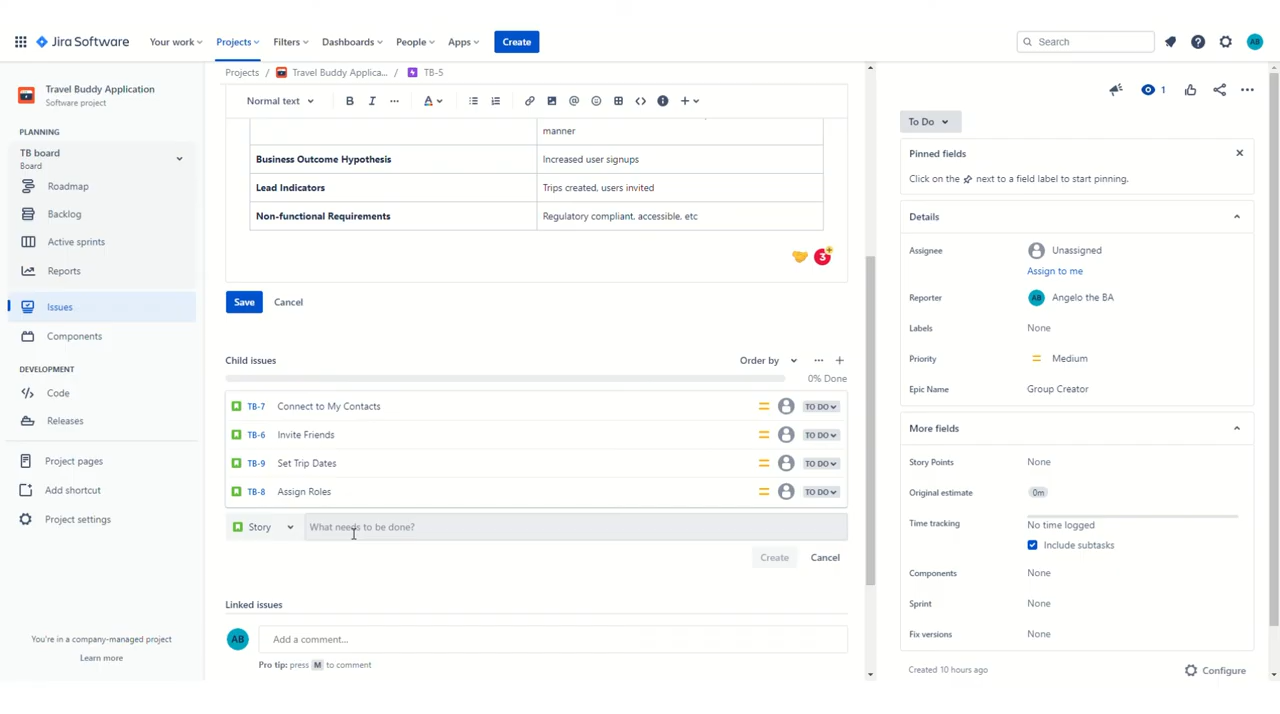 Jira Software
Your work
Projects
Filters
Dashboards
People
Apps
Create
Search
AB
Travel Buddy Application
Software project
PLANNING
TB board
Board
Roadmap
Backlog
Active sprints
Reports
Issues
Components
DEVELOPMENT
Code
Releases
Project pages
Add shortcut
Project settings
You're in a company-managed project
Learn more
Projects / Travel Buddy Applica... / TB-5
Normal text
manner
Business Outcome Hypothesis
Increased user signups
Lead Indicators
Trips created, users invited
Non-functional Requirements
Regulatory compliant, accessible, etc
3
Save
Cancel
Child issues
Order by
0% Done
TB-7 Connect to My Contacts TO DO
TB-6 Invite Friends TO DO
TB-9 Set Trip Dates TO DO
TB-8 Assign Roles TO DO
Story
What needs to be done?
Create
Cancel
Linked issues
AB
Add a comment...
Pro tip: press M to comment
1
To Do
Pinned fields
Click on the next to a field label to start pinning.
Details
Assignee
Unassigned
Assign to me
Reporter
AB
Angelo the BA
Labels
None
Priority
Medium
Epic Name
Group Creator
More fields
Story Points
None
Original estimate
0m
Time tracking
No time logged
Include subtasks
Components
None
Sprint
None
Fix versions
None
Created 10 hours ago
Configure